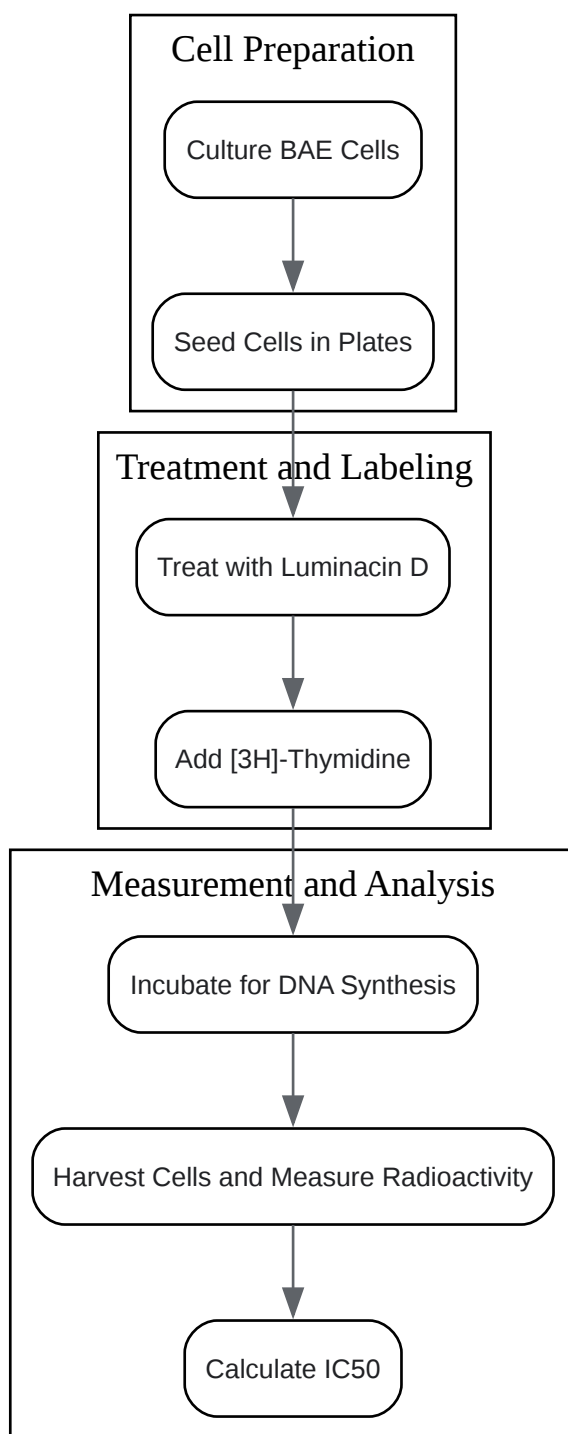 Cell Preparation
Culture BAE Cells
Seed Cells in Plates
Treatment and Labeling
Treat with Luminacin D
Add [3H]-Thymidine
Measurement and Analysis
Incubate for DNA Synthesis
Harvest Cells and Measure Radioactivity
Calculate IC50